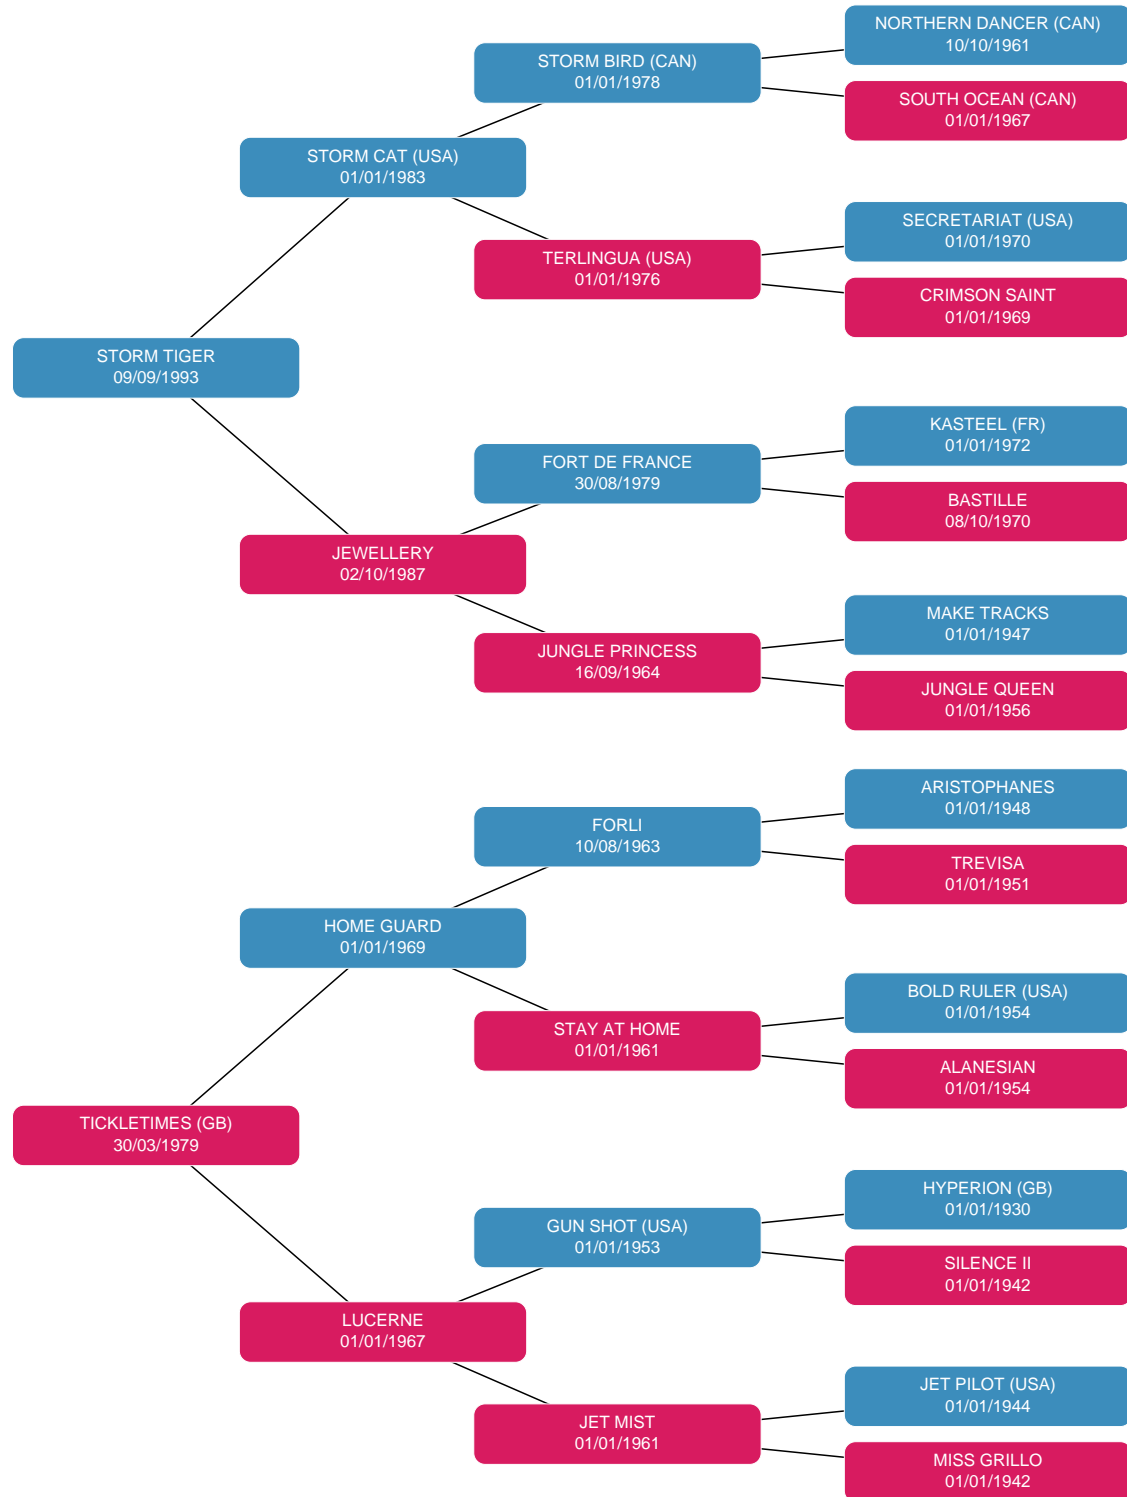 NORTHERN DANCER (CAN)
10/10/1961
STORM BIRD (CAN)
01/01/1978
SOUTH OCEAN (CAN)
01/01/1967
STORM CAT (USA)
01/01/1983
SECRETARIAT (USA)
01/01/1970
TERLINGUA (USA)
01/01/1976
CRIMSON SAINT
01/01/1969
STORM TIGER
09/09/1993
KASTEEL (FR)
01/01/1972
FORT DE FRANCE
30/08/1979
BASTILLE
08/10/1970
JEWELLERY
02/10/1987
MAKE TRACKS
01/01/1947
JUNGLE PRINCESS
16/09/1964
JUNGLE QUEEN
01/01/1956
ARISTOPHANES
01/01/1948
FORLI
10/08/1963
TREVISA
01/01/1951
HOME GUARD
01/01/1969
BOLD RULER (USA)
01/01/1954
STAY AT HOME
01/01/1961
ALANESIAN
01/01/1954
TICKLETIMES (GB)
30/03/1979
HYPERION (GB)
01/01/1930
GUN SHOT (USA)
01/01/1953
SILENCE II
01/01/1942
LUCERNE
01/01/1967
JET PILOT (USA)
01/01/1944
JET MIST
01/01/1961
MISS GRILLO
01/01/1942